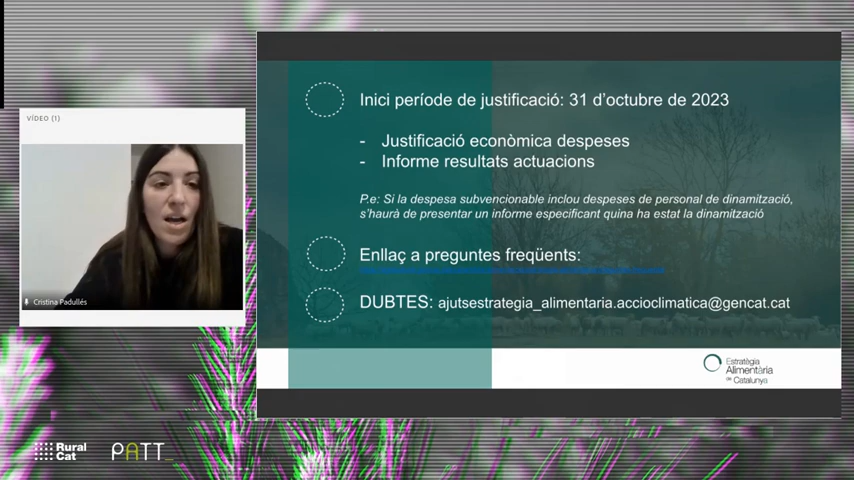 VÍDEO (1)
Cristina Padullés
Inici període de justificació: 31 d'octubre de 2023
- Justificació econòmica despeses
- Informe resultats actuacions
P.e: Si la despesa subvencionable inclou despeses de personal de dinamització,
s'haurà de presentar un informe especificant quina ha estat la dinamització
Enllaç a preguntes freqüents:
DUBTES: ajutsestrategia_alimentaria.accioclimatica@gencat.cat
Estratègia
Alimentària
de Catalunya
Rural
Cat
PATT_